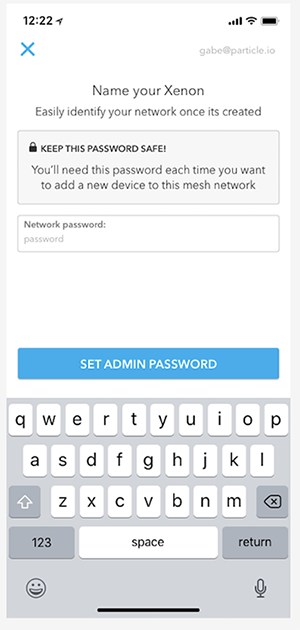 12:22
gabe@particle.io
Name your Xenon
Easily identify your network once its created
KEEP THIS PASSWORD SAFE!
You'll need this password each time you want
to add a new device to this mesh network
Network password:
password
SET ADMIN PASSWORD
q w e r t y u i o p
a s d f g h j k l
z x c v b n m
123 space return